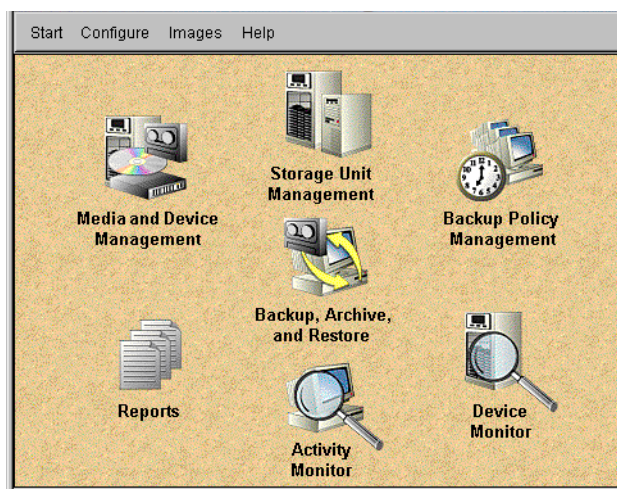 Start Configure Images Help
Storage Unit
Management
Media and Device
Management
Backup Policy
Management
Backup, Archive,
and Restore
Reports
Device
Monitor
Activity
Monitor